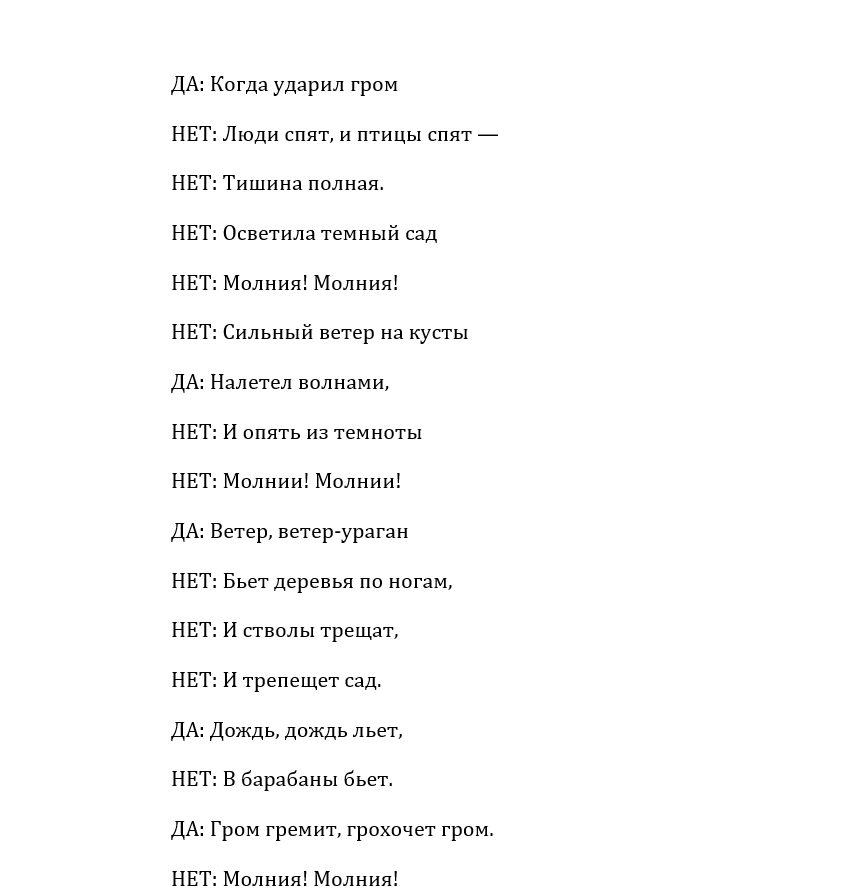 ДА: Когда ударил гром
НЕТ: Люди спят, и птицы спят —
НЕТ: Тишина полная.
НЕТ: Осветила темный сад
НЕТ: Молния! Молния!
НЕТ: Сильный ветер на кусты
ДА: Налетел волнами,
НЕТ: И опять из темноты
НЕТ: Молнии! Молнии!
ДА: Ветер, ветер-ураган
НЕТ: Бьет деревья по ногам,
НЕТ: И стволы трещат,
НЕТ: И трепещет сад.
ДА: Дождь, дождь льет,
НЕТ: В барабаны бьет.
ДА: Гром гремит, грохочет гром.
НЕТ: Молния! Молния!